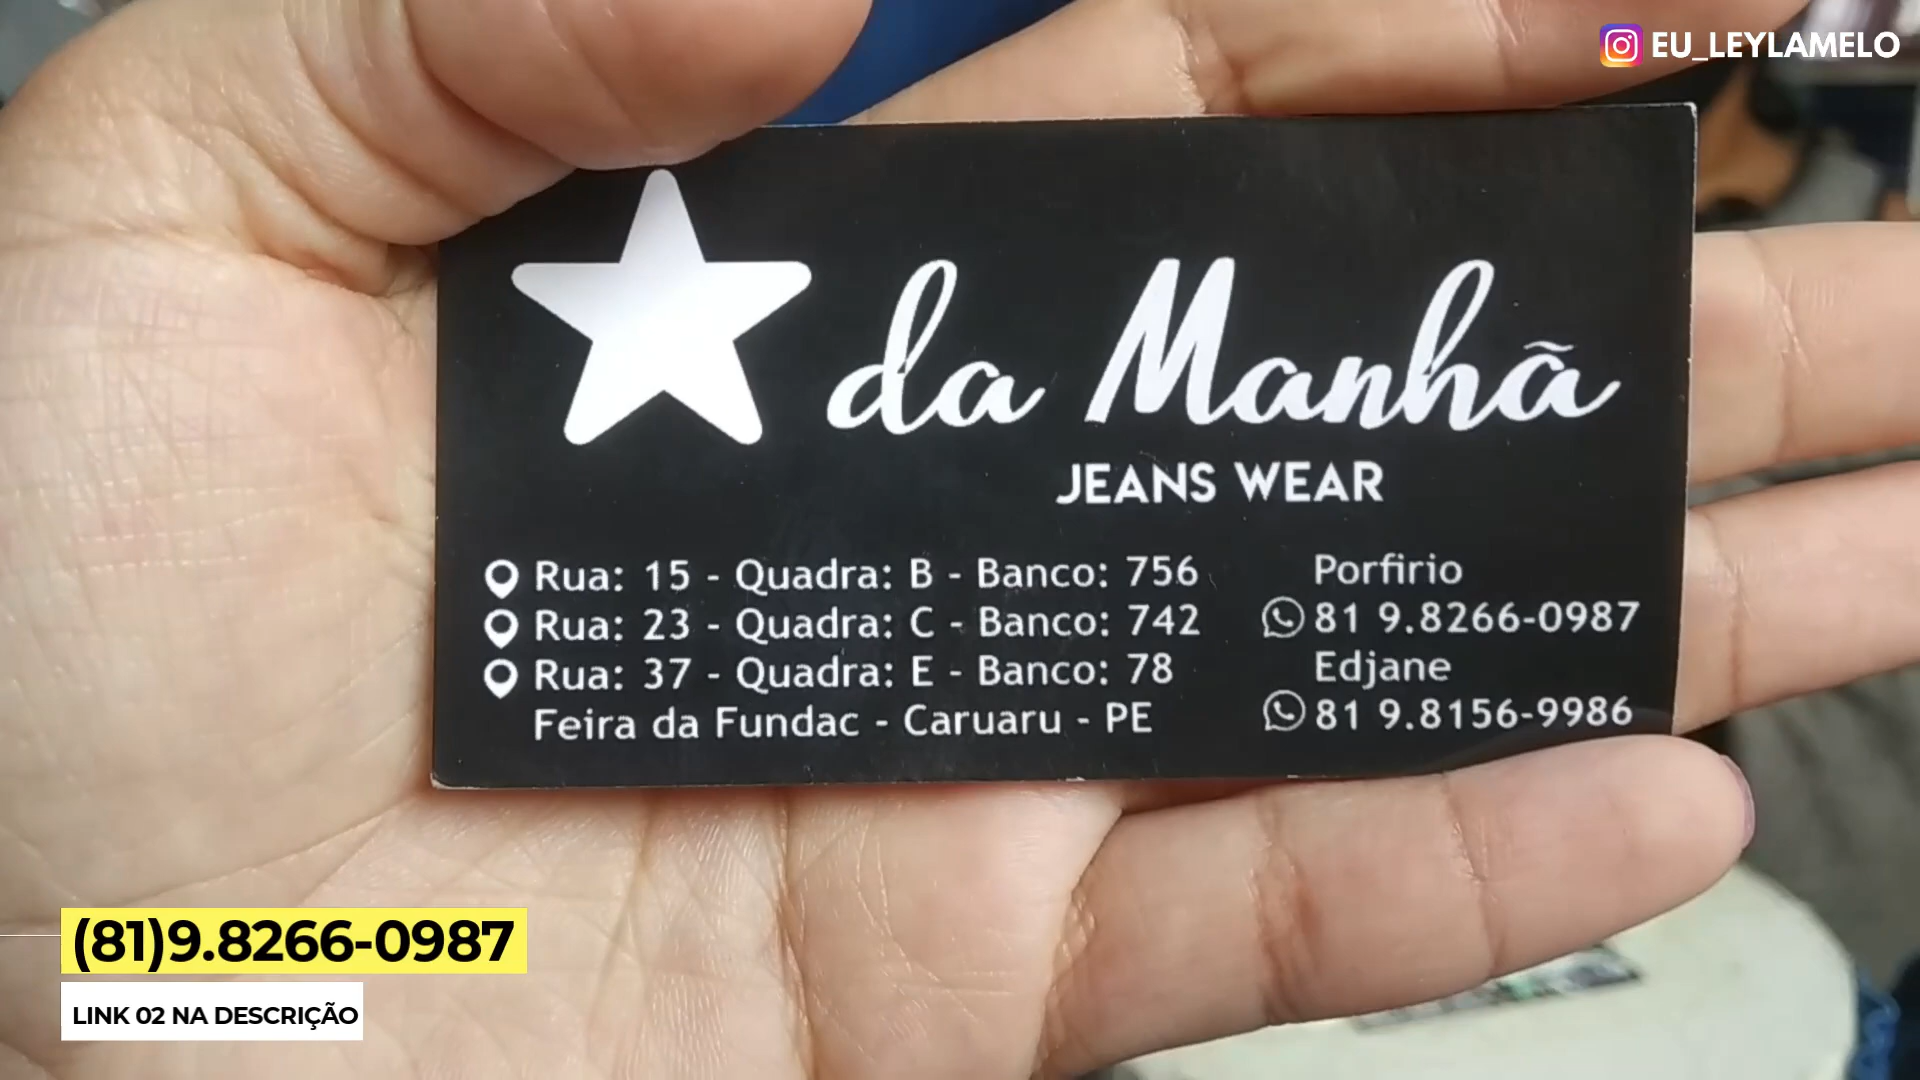 EU_LEYLAMELO
da Manhã
JEANS WEAR
Rua: 15 - Quadra: B - Banco: 756
Rua: 23 - Quadra: C - Banco: 742
Rua: 37 - Quadra: E - Banco: 78
Feira da Fundac - Caruaru - PE
Porfirio
81 9.8266-0987
Edjane
81 9.8156-9986
(81)9.8266-0987
LINK 02 NA DESCRIÇÃO